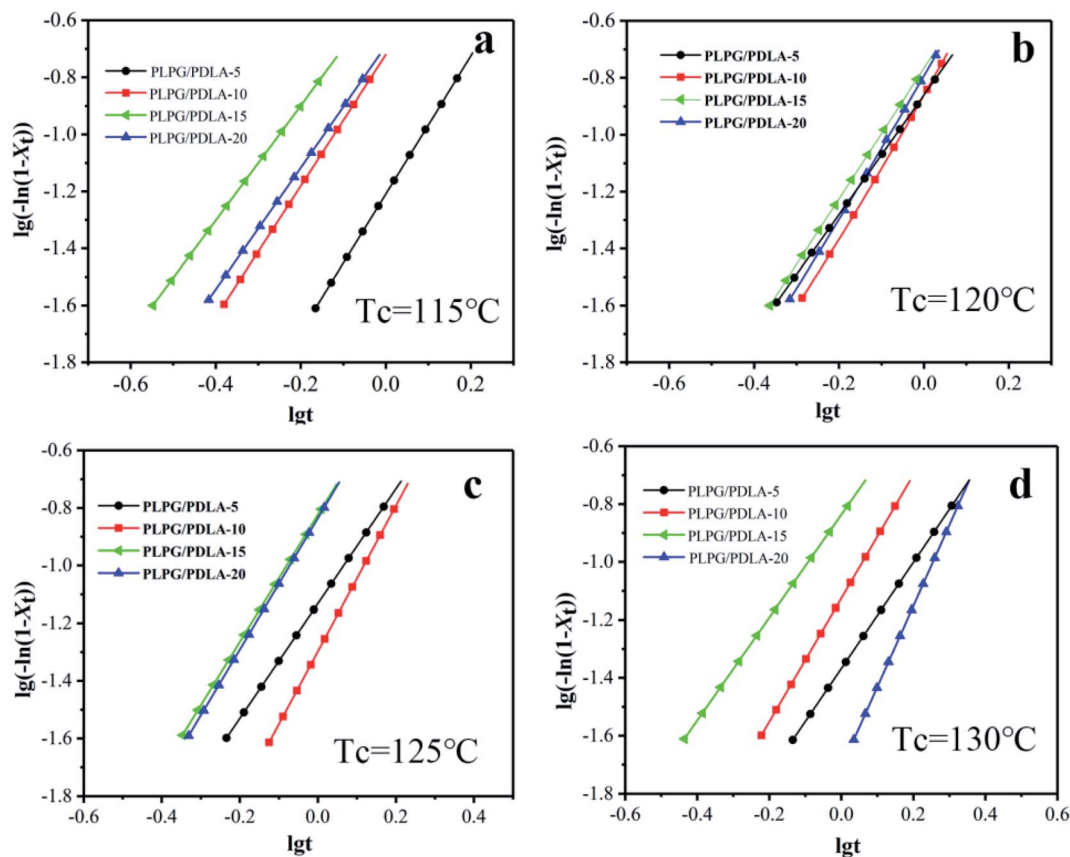 a
PLPG/PDLA-5
PLPG/PDLA-10
PLPG/PDLA-15
PLPG/PDLA-20
Tc=115℃
lg(-ln(1-Xt))
-0.6
-0.8
-1.0
-1.2
-1.4
-1.6
-1.8
-0.6 -0.4 -0.2 0.0 0.2
lgt
b
PLPG/PDLA-5
PLPG/PDLA-10
PLPG/PDLA-15
PLPG/PDLA-20
Tc=120℃
lg(-ln(1-Xt))
-0.6
-0.8
-1.0
-1.2
-1.4
-1.6
-1.8
-0.6 -0.4 -0.2 0.0 0.2
lgt
c
PLPG/PDLA-5
PLPG/PDLA-10
PLPG/PDLA-15
PLPG/PDLA-20
Tc=125℃
lg(-ln(1-Xt))
-0.6
-0.8
-1.0
-1.2
-1.4
-1.6
-1.8
-0.4 -0.2 0.0 0.2 0.4
lgt
d
PLPG/PDLA-5
PLPG/PDLA-10
PLPG/PDLA-15
PLPG/PDLA-20
Tc=130℃
lg(-ln(1-Xt))
-0.6
-0.8
-1.0
-1.2
-1.4
-1.6
-1.8
-0.6 -0.4 -0.2 0.0 0.2 0.4 0.6
lgt